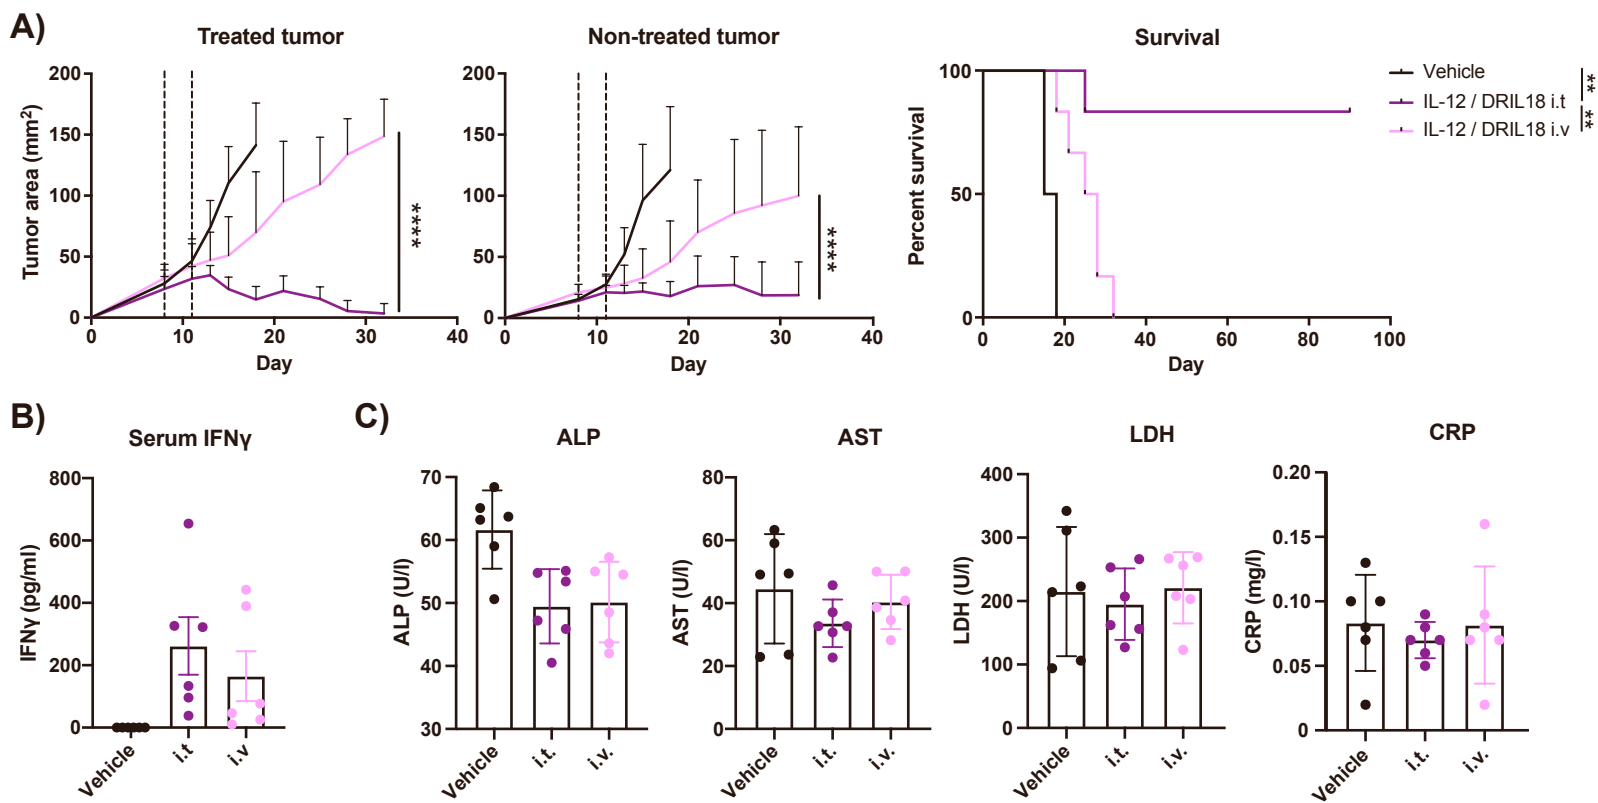 A)
Treated tumor
Tumor area (mm2)
200
150
100
50
0
0 10 20 30 40
Day
****
Non-treated tumor
200
150
100
50
0
0 10 20 30 40
Day
****
Survival
Percent survival
100
50
0
0 20 40 60 80 100
Day
Vehicle
IL-12 / DRIL18 i.t
IL-12 / DRIL18 i.v
**
**
B)
Serum IFNγ
IFNγ (pg/ml)
800
600
400
200
0
Vehicle i.t i.v
C)
ALP
ALP (U/l)
70
60
50
40
30
Vehicle i.t. i.v.
AST
AST (U/l)
80
60
40
20
0
Vehicle i.t. i.v.
LDH
LDH (U/l)
400
300
200
100
0
Vehicle i.t. i.v.
CRP
CRP (mg/l)
0.20
0.15
0.10
0.05
0
Vehicle i.t. i.v.